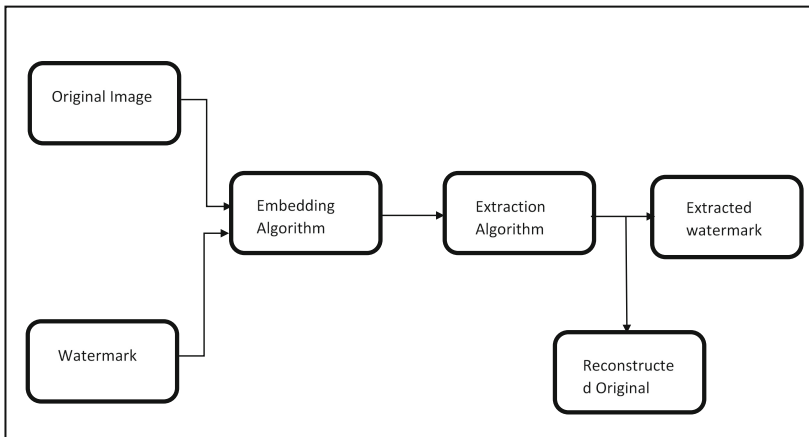 Original Image
Embedding
Algorithm
Extraction
Algorithm
Extracted
watermark
Watermark
Reconstructe
d Original